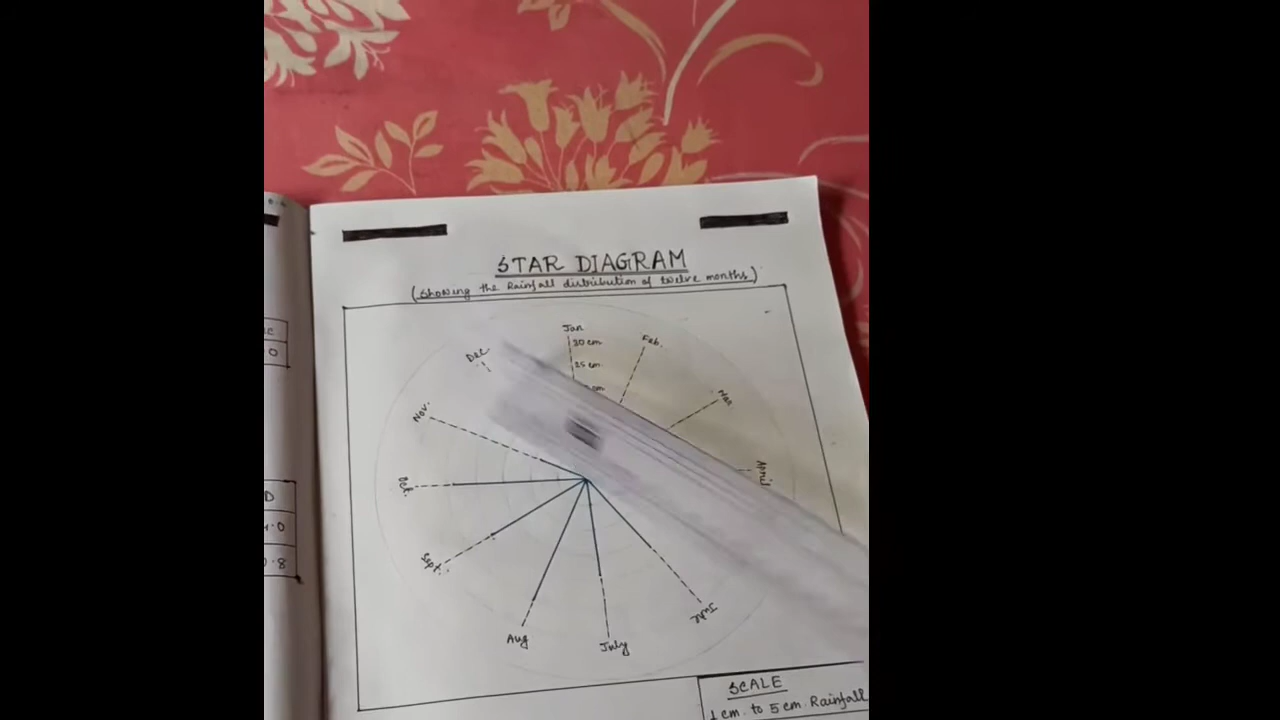 STAR DIAGRAM
(Showing the Rainfall distribution of twelve months)
Jan
30 cm
25 cm
cm
Feb.
Mar.
April
June
July
Aug
Sept.
Oct.
Nov.
Dec
SCALE
1 cm. to 5 cm. Rainfall